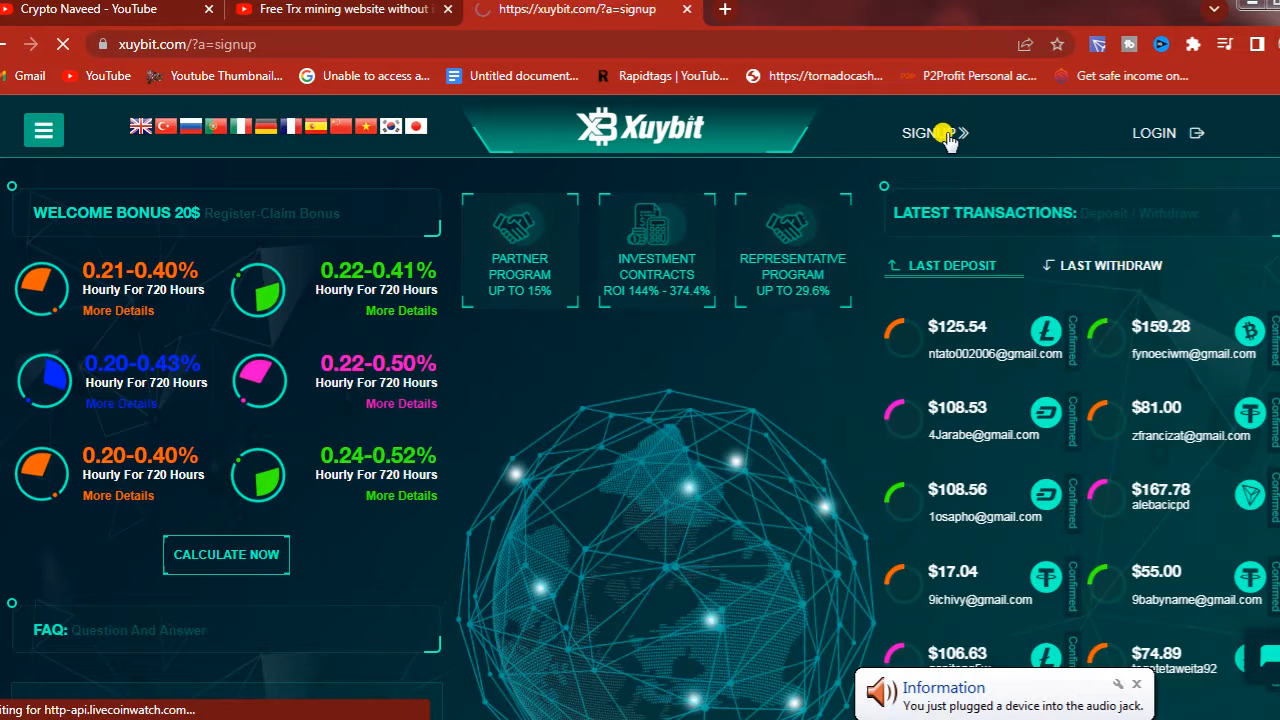 Crypto Naveed - YouTube
Free Trx mining website without i
https://xuybit.com/?a=signup
xuybit.com/?a=signup
Gmail
YouTube
Youtube Thumbnail...
Unable to access a...
Untitled document...
Rapidtags | YouTub...
https://tornadocash...
P2Profit Personal ac...
Get safe income on...
Xuybit
LOGIN
WELCOME BONUS 20$ Register-Claim Bonus
0.21-0.40%
Hourly For 720 Hours
More Details
0.22-0.41%
Hourly For 720 Hours
More Details
0.20-0.43%
Hourly For 720 Hours
More Details
0.22-0.50%
Hourly For 720 Hours
More Details
0.20-0.40%
Hourly For 720 Hours
More Details
0.24-0.52%
Hourly For 720 Hours
More Details
CALCULATE NOW
FAQ: Question And Answer
PARTNER
PROGRAM
UP TO 15%
INVESTMENT
CONTRACTS
ROI 144% - 374.4%
REPRESENTATIVE
PROGRAM
UP TO 29.6%
LATEST TRANSACTIONS: Deposit / Withdraw
LAST DEPOSIT
LAST WITHDRAW
$125.54
ntato002006@gmail.com
Confirmed
$159.28
fynoeciwm@gmail.com
Confirmed
$108.53
4Jarabe@gmail.com
Confirmed
$81.00
zfrancizat@gmail.com
Confirmed
$108.56
1osapho@gmail.com
Confirmed
$167.78
alebacicpd
Confirmed
$17.04
9ichivy@gmail.com
Confirmed
$55.00
9babyname@gmail.com
Confirmed
$106.63
$74.89
Information
You just plugged a device into the audio jack.
iting for http-api.livecoinwatch.com...